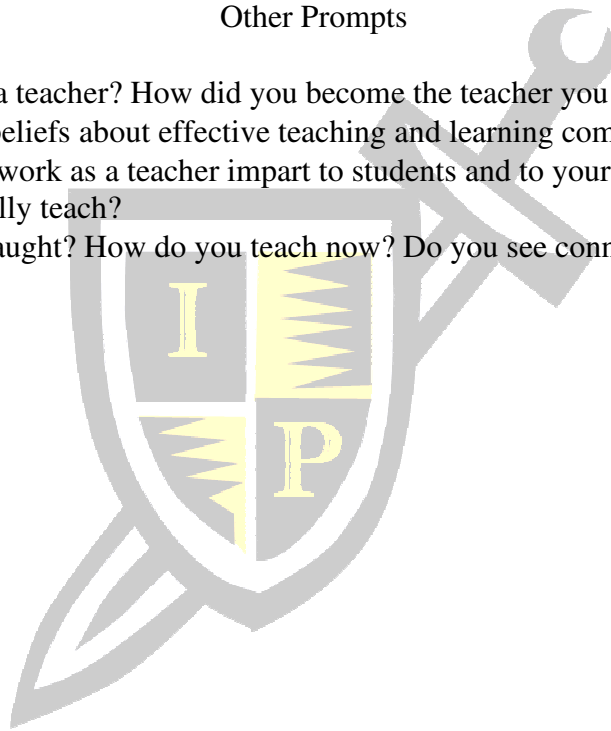 Other Prompts
a teacher? How did you become the teacher you
beliefs about effective teaching and learning com
work as a teacher impart to students and to your
lly teach?
aught? How do you teach now? Do you see conn
I
P